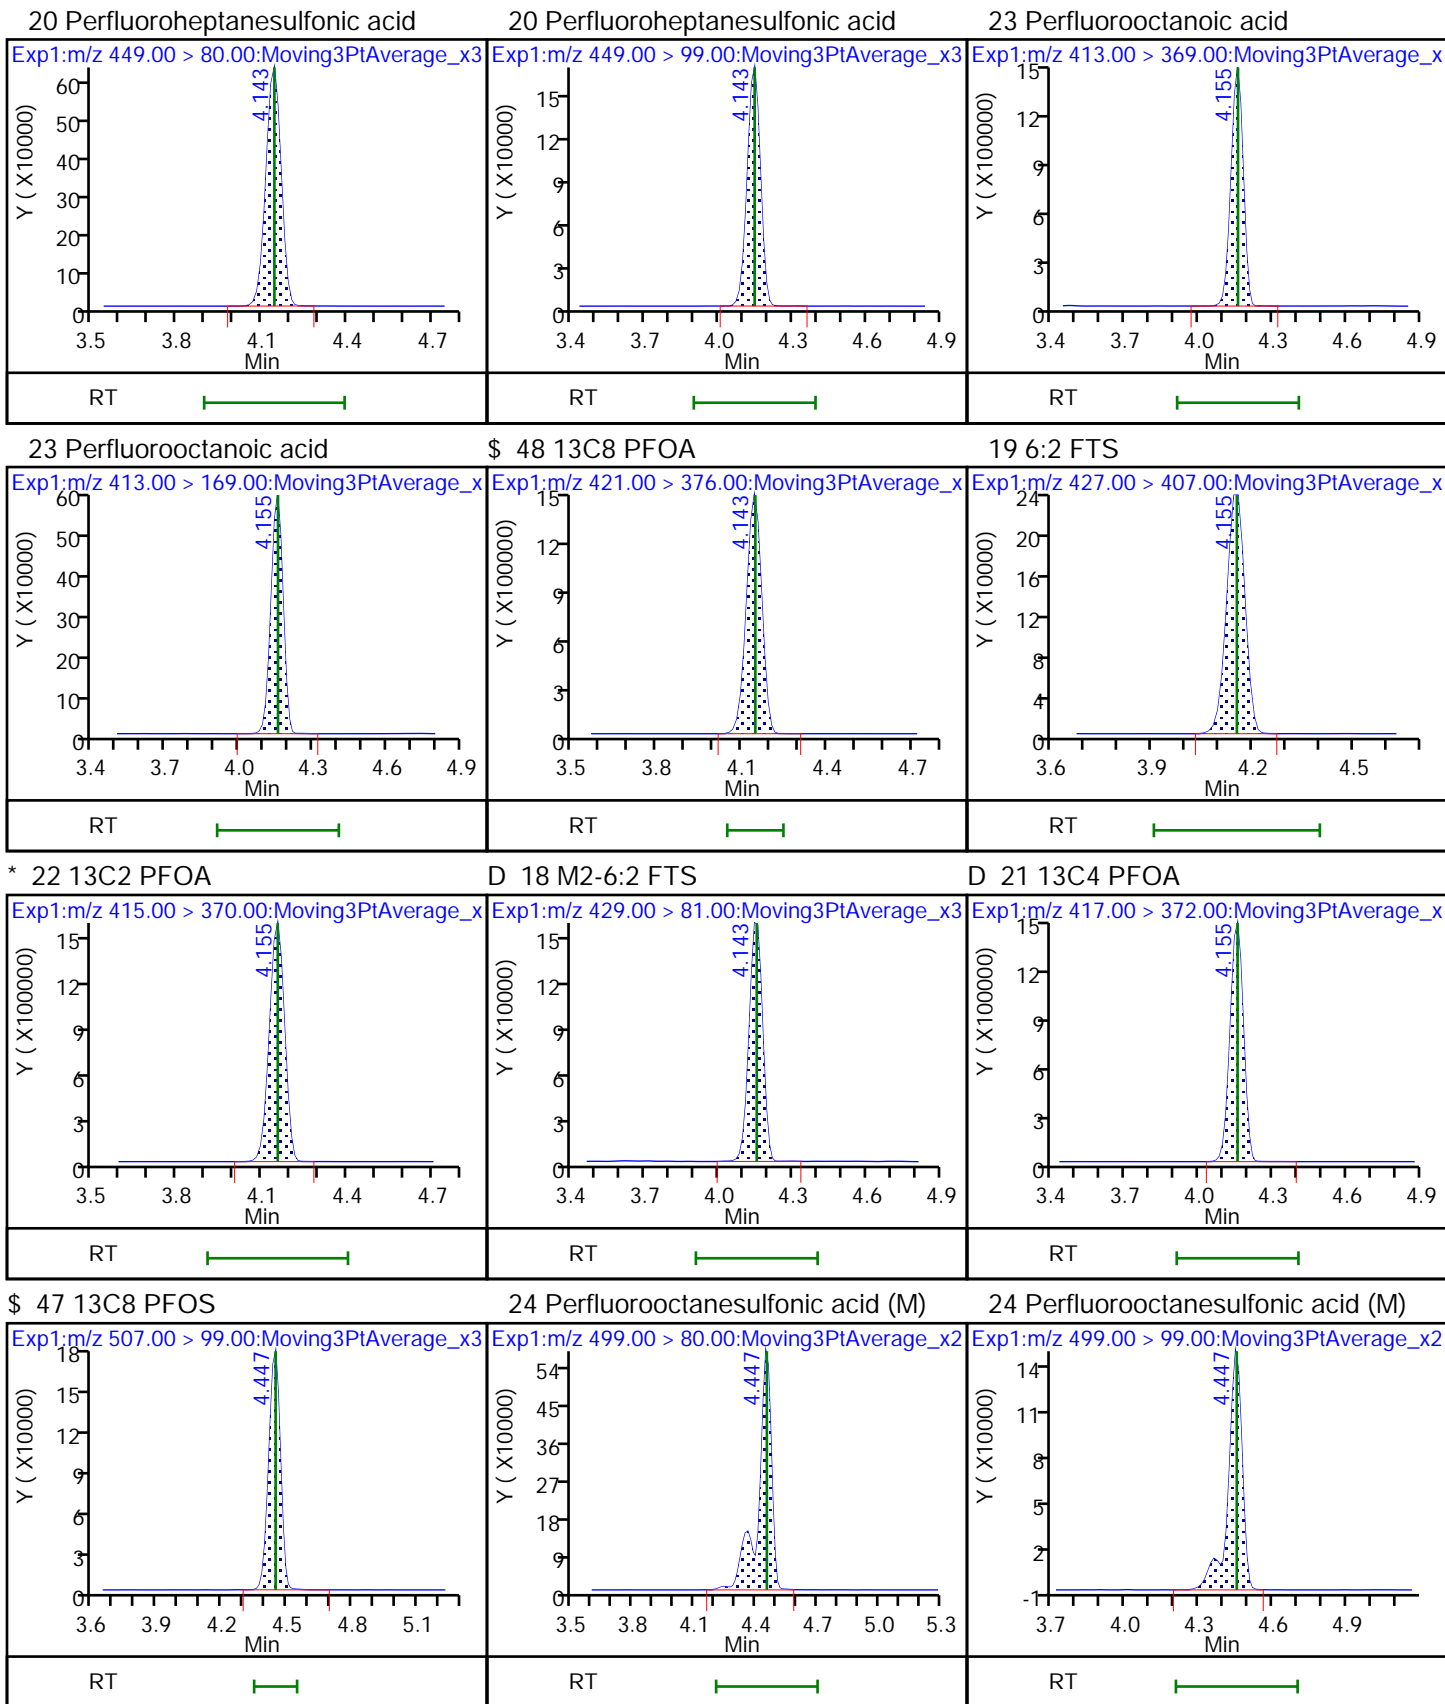 20 Perfluoroheptanesulfonic acid
20 Perfluoroheptanesulfonic acid
23 Perfluorooctanoic acid
Exp1:m/z 449.00 > 80.00:Moving3PtAverage_x3
Exp1:m/z 449.00 > 99.00:Moving3PtAverage_x3
Exp1:m/z 413.00 > 369.00:Moving3PtAverage_x
4.143
4.143
4.155
Y ( X10000)
60
50
40
30
20
10
0
3.5 3.8 4.1 4.4 4.7
Min
Y ( X10000)
15
12
9
6
3
0
3.4 3.7 4.0 4.3 4.6 4.9
Min
Y ( X100000)
15
12
9
6
3
0
3.4 3.7 4.0 4.3 4.6 4.9
Min
RT
RT
RT
23 Perfluorooctanoic acid
$ 48 13C8 PFOA
19 6:2 FTS
Exp1:m/z 413.00 > 169.00:Moving3PtAverage_x
Exp1:m/z 421.00 > 376.00:Moving3PtAverage_x
Exp1:m/z 427.00 > 407.00:Moving3PtAverage_x
4.155
4.143
4.155
Y ( X10000)
60
50
40
30
20
10
0
3.4 3.7 4.0 4.3 4.6 4.9
Min
Y ( X100000)
15
12
9
6
3
0
3.5 3.8 4.1 4.4 4.7
Min
Y ( X10000)
24
20
16
12
8
4
0
3.6 3.9 4.2 4.5
Min
RT
RT
RT
* 22 13C2 PFOA
D 18 M2-6:2 FTS
D 21 13C4 PFOA
Exp1:m/z 415.00 > 370.00:Moving3PtAverage_x
Exp1:m/z 429.00 > 81.00:Moving3PtAverage_x3
Exp1:m/z 417.00 > 372.00:Moving3PtAverage_x
4.155
4.143
4.155
Y ( X100000)
15
12
9
6
3
0
3.5 3.8 4.1 4.4 4.7
Min
Y ( X10000)
15
12
9
6
3
0
3.4 3.7 4.0 4.3 4.6 4.9
Min
Y ( X100000)
15
12
9
6
3
0
3.4 3.7 4.0 4.3 4.6 4.9
Min
RT
RT
RT
$ 47 13C8 PFOS
24 Perfluorooctanesulfonic acid (M)
24 Perfluorooctanesulfonic acid (M)
Exp1:m/z 507.00 > 99.00:Moving3PtAverage_x3
Exp1:m/z 499.00 > 80.00:Moving3PtAverage_x2
Exp1:m/z 499.00 > 99.00:Moving3PtAverage_x2
4.447
4.447
4.447
Y ( X10000)
18
15
12
9
6
3
0
3.6 3.9 4.2 4.5 4.8 5.1
Min
Y ( X10000)
54
45
36
27
18
9
0
3.5 3.8 4.1 4.4 4.7 5.0 5.3
Min
Y ( X10000)
14
11
8
5
2
-1
3.7 4.0 4.3 4.6 4.9
Min
RT
RT
RT